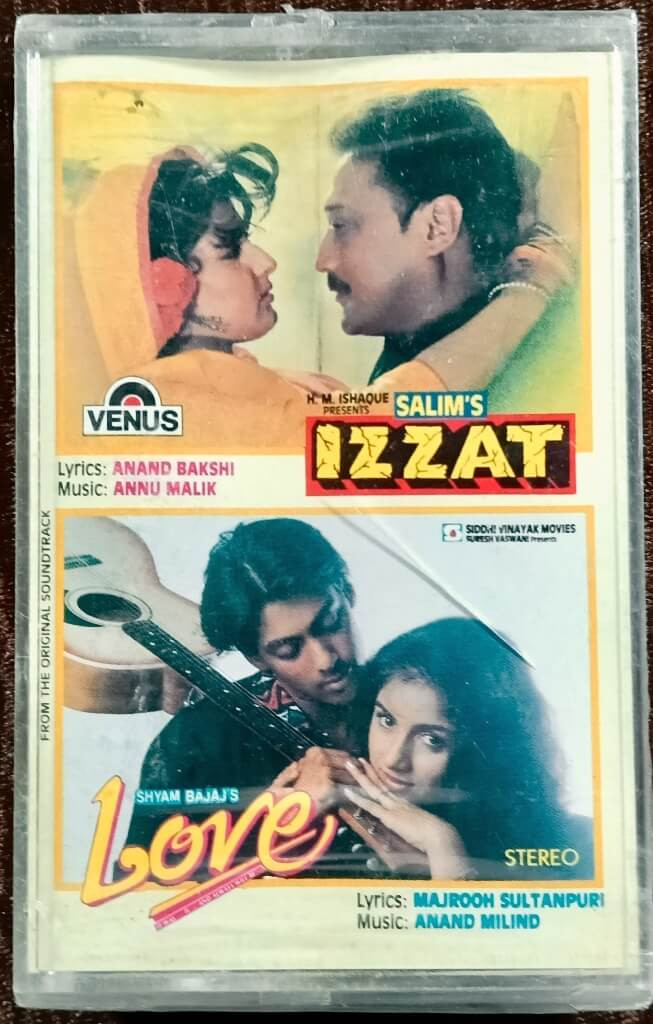 VENUS
H. M. ISHAQUE
PRESENTS
SALIM'S
IZZAT
Lyrics: ANAND BAKSHI
Music: ANNU MALIK
FROM THE ORIGINAL SOUNDTRACK
SIDDHI VINAYAK MOVIES
SURESH VASWANI Presents
SHYAM BAJAJ'S
Love
STEREO
Lyrics: MAJROOH SULTANPURI
Music: ANAND MILIND